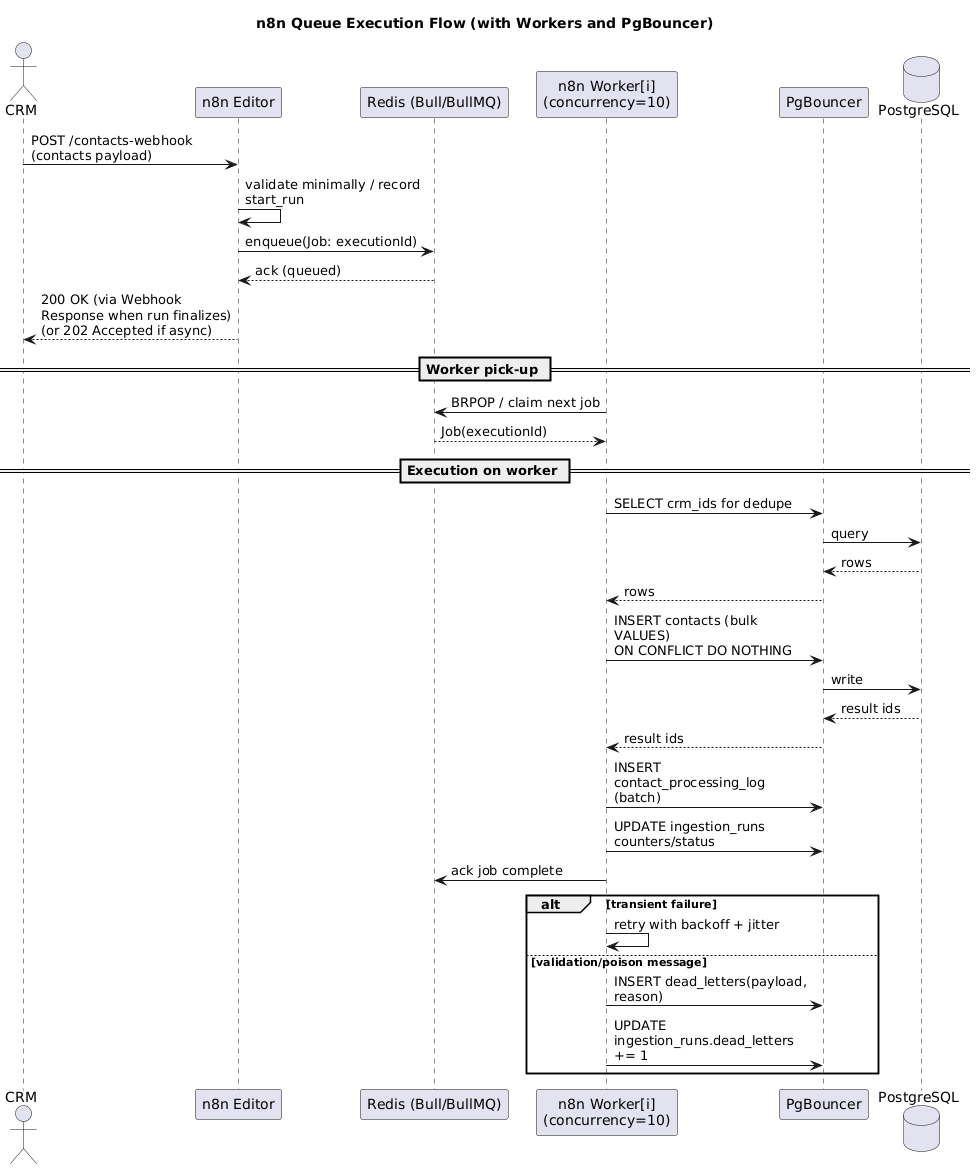 n8n Queue Execution Flow (with Workers and PgBouncer)
CRM
n8n Editor
Redis (Bull/BullMQ)
n8n Worker[i]
(concurrency=10)
PgBouncer
PostgreSQL
POST /contacts-webhook
(contacts payload)
validate minimally / record
start_run
enqueue(Job: executionId)
ack (queued)
200 OK (via Webhook
Response when run finalizes)
(or 202 Accepted if async)
Worker pick-up
BRPOP / claim next job
Job(executionId)
Execution on worker
SELECT crm_ids for dedupe
query
rows
rows
INSERT contacts (bulk
VALUES)
ON CONFLICT DO NOTHING
write
result ids
result ids
INSERT
contact_processing_log
(batch)
UPDATE ingestion_runs
counters/status
ack job complete
alt
[transient failure]
retry with backoff + jitter
[validation/poison message]
INSERT dead_letters(payload,
reason)
UPDATE
ingestion_runs.dead_letters
+= 1
CRM
n8n Editor
Redis (Bull/BullMQ)
n8n Worker[i]
(concurrency=10)
PgBouncer
PostgreSQL